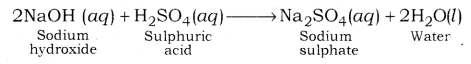 2NaOH (aq) + H₂SO₄(aq) ⟶ Na₂SO₄(aq) + 2H₂O(l)
Sodium Sulphuric Sodium Water
hydroxide acid sulphate